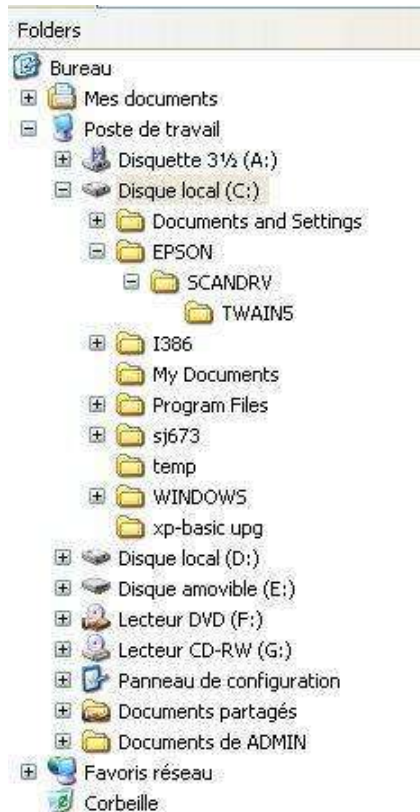 Folders
Bureau
Mes documents
Poste de travail
Disquette 3½ (A:)
Disque local (C:)
Documents and Settings
EPSON
SCANDRV
TWAIN5
I386
My Documents
Program Files
sj673
temp
WINDOWS
xp-basic upg
Disque local (D:)
Disque amovible (E:)
Lecteur DVD (F:)
Lecteur CD-RW (G:)
Panneau de configuration
Documents partagés
Documents de ADMIN
Favoris réseau
Corbeille